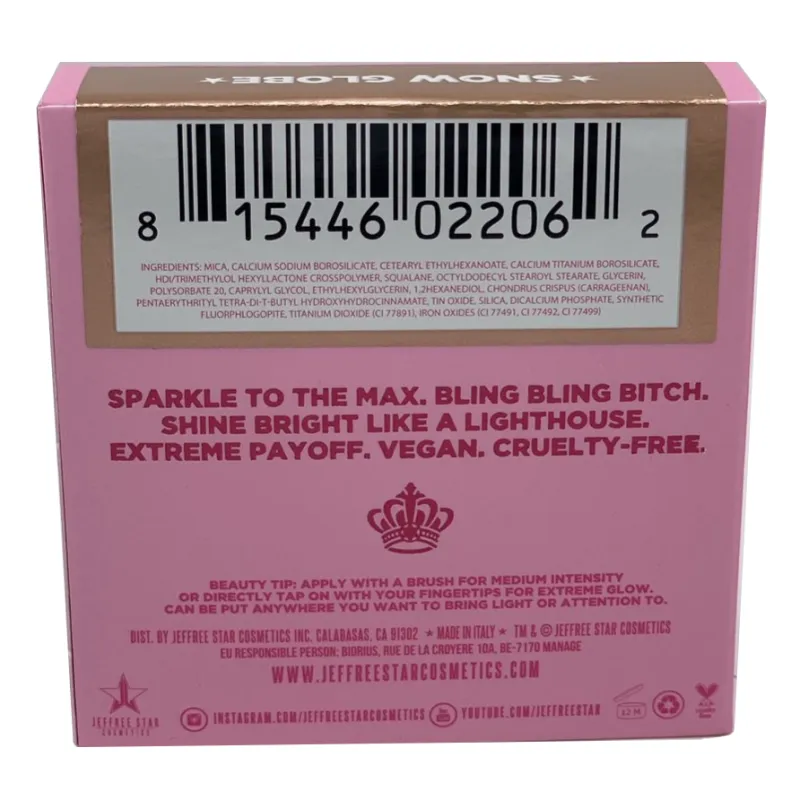 ★ SNOW GLOBE ★
8 15446 02206 2
INGREDIENTS: MICA, CALCIUM SODIUM BOROSILICATE, CETEARYL ETHYLHEXANOATE, CALCIUM TITANIUM BOROSILICATE,
HDI/TRIMETHYLOL HEXYLLACTONE CROSSPOLYMER, SQUALANE, OCTYLDODECYL STEAROYL STEARATE, GLYCERIN,
POLYSORBATE 20, CAPRYLYL GLYCOL, ETHYLHEXYLGLYCERIN, 1,2HEXANEDIOL, CHONDRUS CRISPUS (CARRAGEENAN),
PENTAERYTHRITYL TETRA-DI-T-BUTYL HYDROXYHYDROCINNAMATE, TIN OXIDE, SILICA, DICALCIUM PHOSPHATE, SYNTHETIC
FLUORPHLOGOPITE, TITANIUM DIOXIDE (CI 77891), IRON OXIDES (CI 77491, CI 77492, CI 77499)
SPARKLE TO THE MAX. BLING BLING BITCH.
SHINE BRIGHT LIKE A LIGHTHOUSE.
EXTREME PAYOFF. VEGAN. CRUELTY-FREE.
BEAUTY TIP: APPLY WITH A BRUSH FOR MEDIUM INTENSITY
OR DIRECTLY TAP ON WITH YOUR FINGERTIPS FOR EXTREME GLOW.
CAN BE PUT ANYWHERE YOU WANT TO BRING LIGHT OR ATTENTION TO.
DIST. BY JEFFREE STAR COSMETICS INC. CALABASAS, CA 91302 ★ MADE IN ITALY ★ TM & © JEFFREE STAR COSMETICS
EU RESPONSIBLE PERSON: BIORIUS, RUE DE LA CROYERE 10A, BE-7170 MANAGE
WWW.JEFFREESTARCOSMETICS.COM
JEFFREE STAR
COSMETICS
INSTAGRAM.COM/JEFFREESTARCOSMETICS YOUTUBE.COM/JEFFREESTAR
12 M